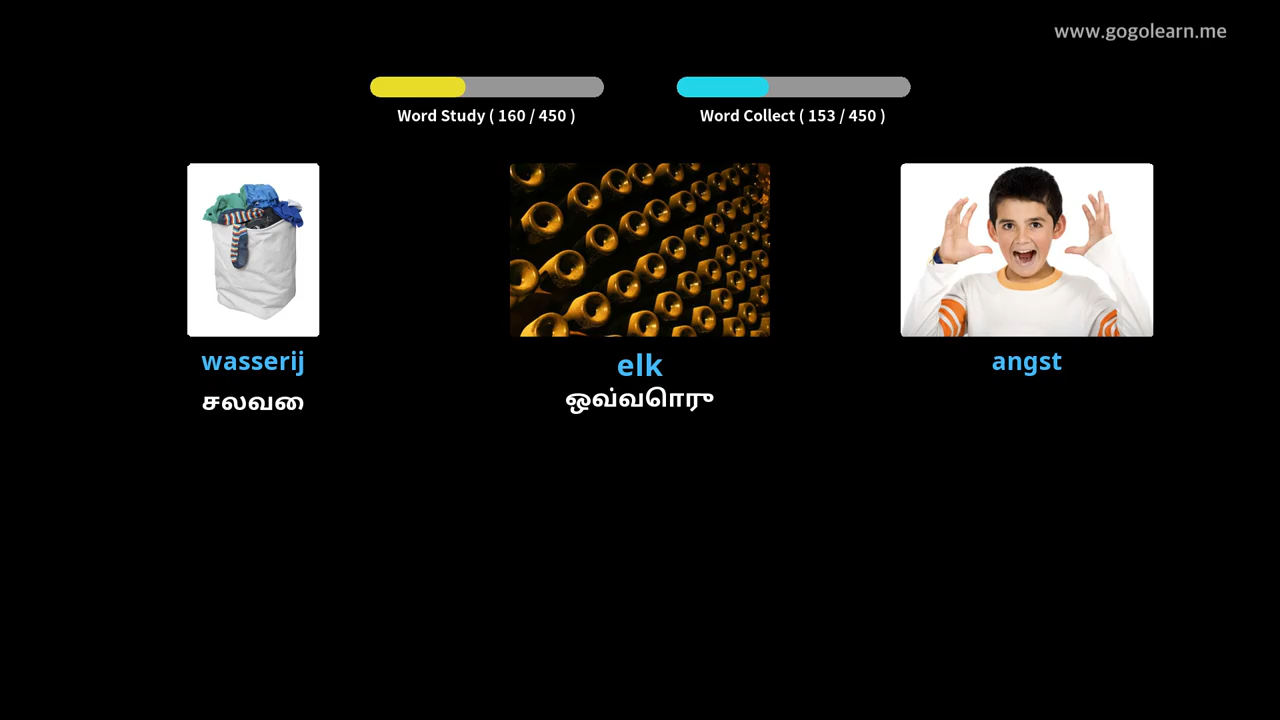 www.gogolearn.me
Word Study ( 160 / 450 )
Word Collect ( 153 / 450 )
wasserij
சலவை
elk
ஒவ்வொரு
angst